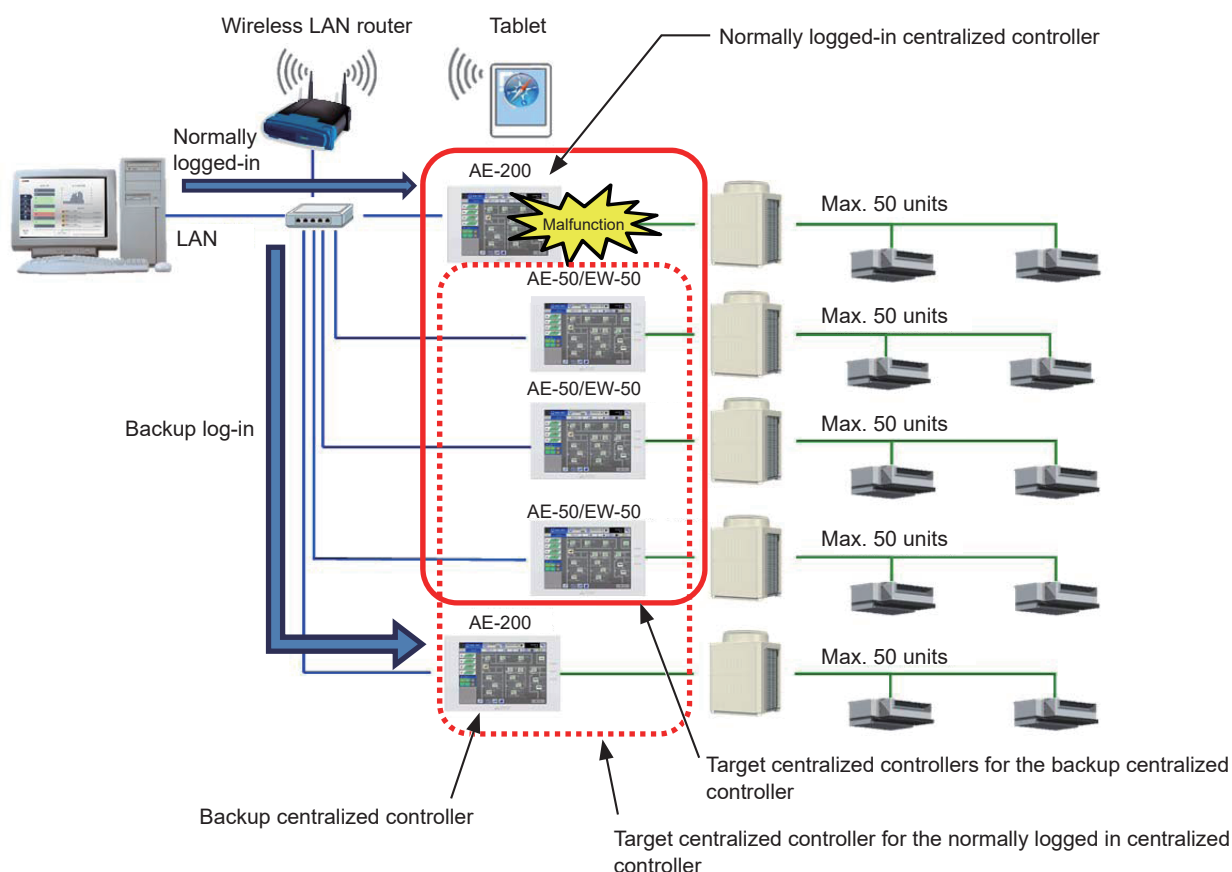 Wireless LAN router
Tablet
Normally logged-in centralized controller
Normally
logged-in
AE-200
Malfunction
Max. 50 units
LAN
AE-50/EW-50
Max. 50 units
AE-50/EW-50
Max. 50 units
Backup log-in
AE-50/EW-50
Max. 50 units
AE-200
Max. 50 units
Target centralized controllers for the backup centralized
controller
Backup centralized controller
Target centralized controller for the normally logged in centralized
controller